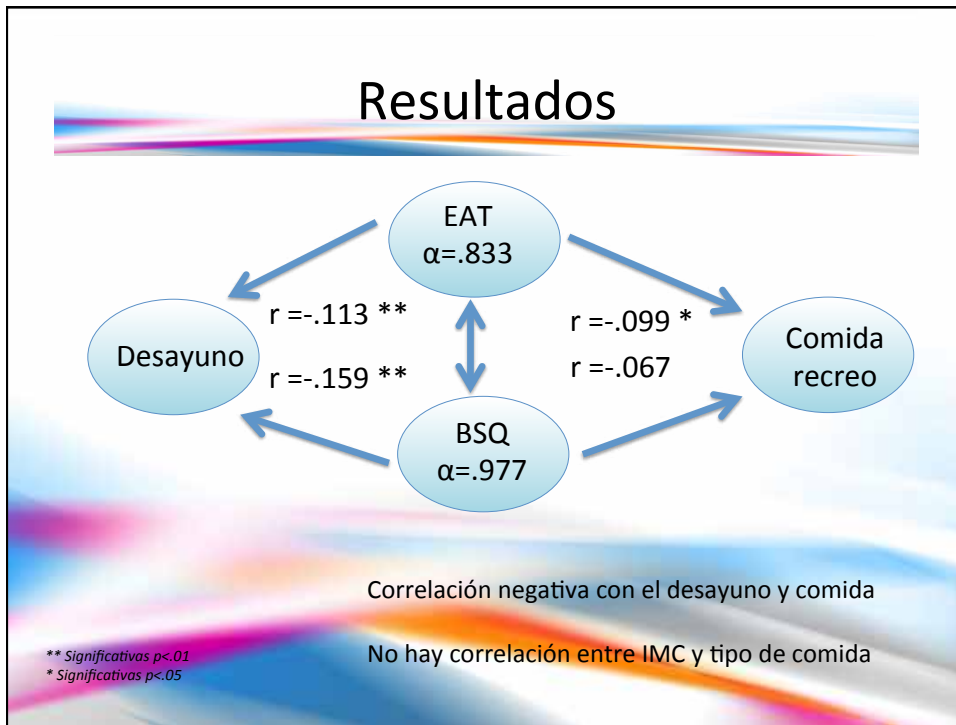 Resultados
EAT
α=.833
r =-.113 **
r =-.099 *
Desayuno
Comida
recreo
r =-.159 **
r =-.067
BSQ
α=.977
Correlación negativa con el desayuno y comida
No hay correlación entre IMC y tipo de comida
** Significativas p<.01
* Significativas p<.05